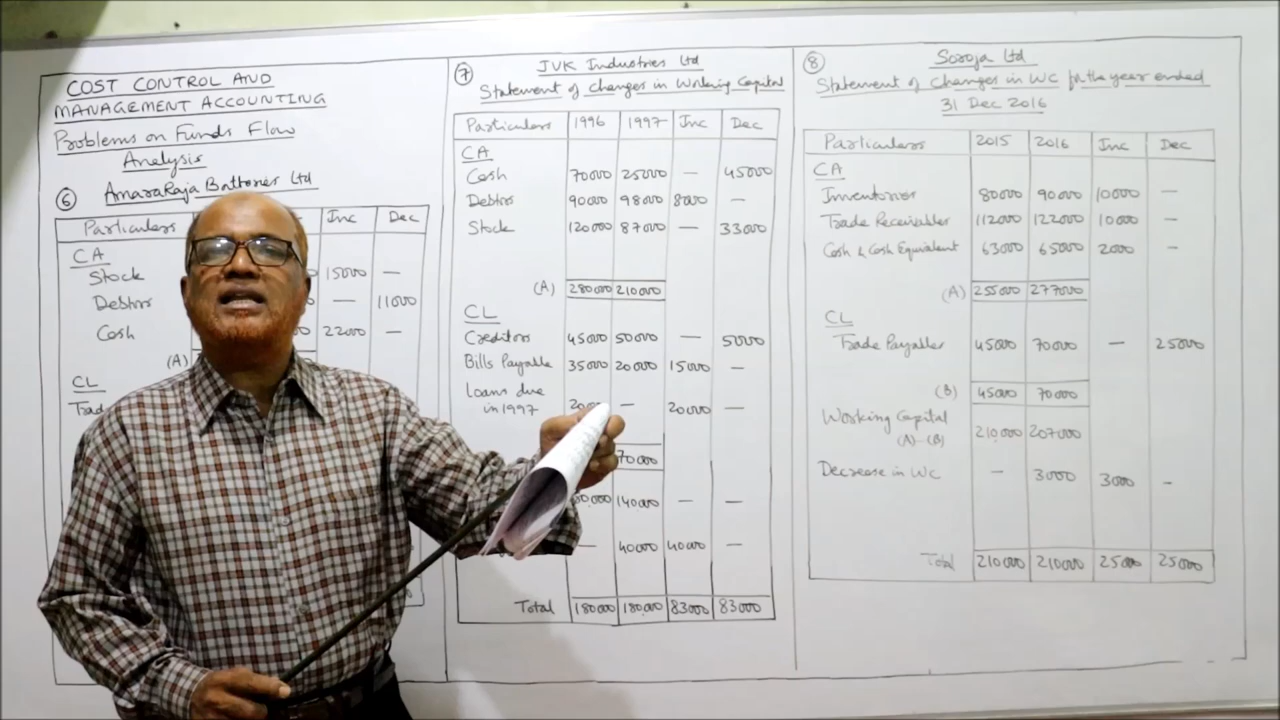 COST CONTROL AND
MANAGEMENT ACCOUNTING
Problems on Funds Flow
Analysis
⑥ AmaraRaja Batteries Ltd
Particulars Inc Dec
CA
Stock 15000 —
Debtors — 11000
Cash 22000 —
(A)
CL
⑦ JVK Industries Ltd
Statement of Changes in Working Capital
Particulars 1996 1997 Inc Dec
CA
Cash 70000 25000 — 45000
Debtors 90000 98000 8000 —
Stock 120000 87000 — 33000
(A) 280000 210000
CL
Creditors 45000 50000 — 5000
Bills Payable 35000 20000 15000 —
Loans due
in 1997 — 20000 —
70000
140000 — —
— 40000 40000 —
Total 180000 180000 83000 83000
⑧ Saroja Ltd
Statement of Changes in WC for the year ended
31 Dec 2016
Particulars 2015 2016 Inc Dec
CA
Inventories 80000 90000 10000 —
Trade Receivables 112000 122000 10000 —
Cash & Cash Equivalent 63000 65000 2000 —
(A) 255000 277000
CL
Trade Payables 45000 70000 — 25000
(B) 45000 70000
Working Capital
(A)-(B) 210000 207000
Decrease in WC — 3000 3000 -
Total 210000 210000 25000 25000